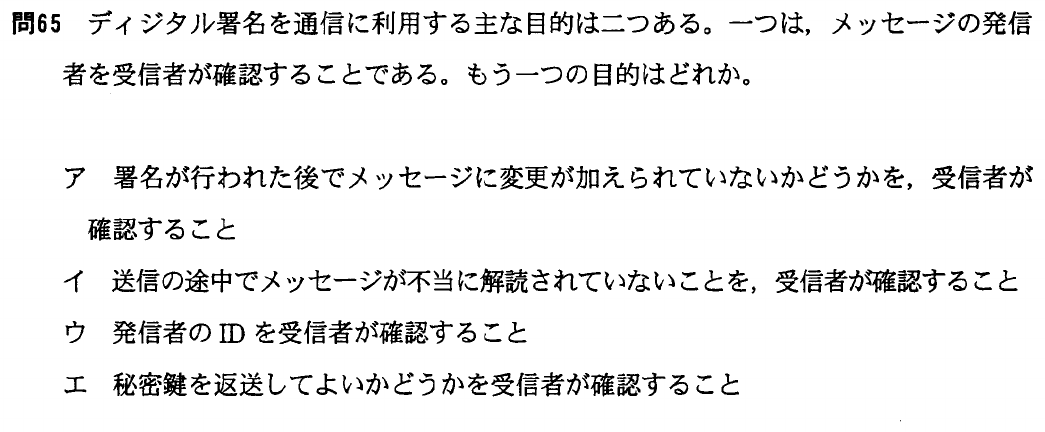 問65 ディジタル署名を通信に利用する主な目的は二つある。一つは，メッセージの発信
者を受信者が確認することである。もう一つの目的はどれか。
ア 署名が行われた後でメッセージに変更が加えられていないかどうかを，受信者が
確認すること
イ 送信の途中でメッセージが不当に解読されていないことを，受信者が確認すること
ウ 発信者の ID を受信者が確認すること
エ 秘密鍵を返送してよいかどうかを受信者が確認すること